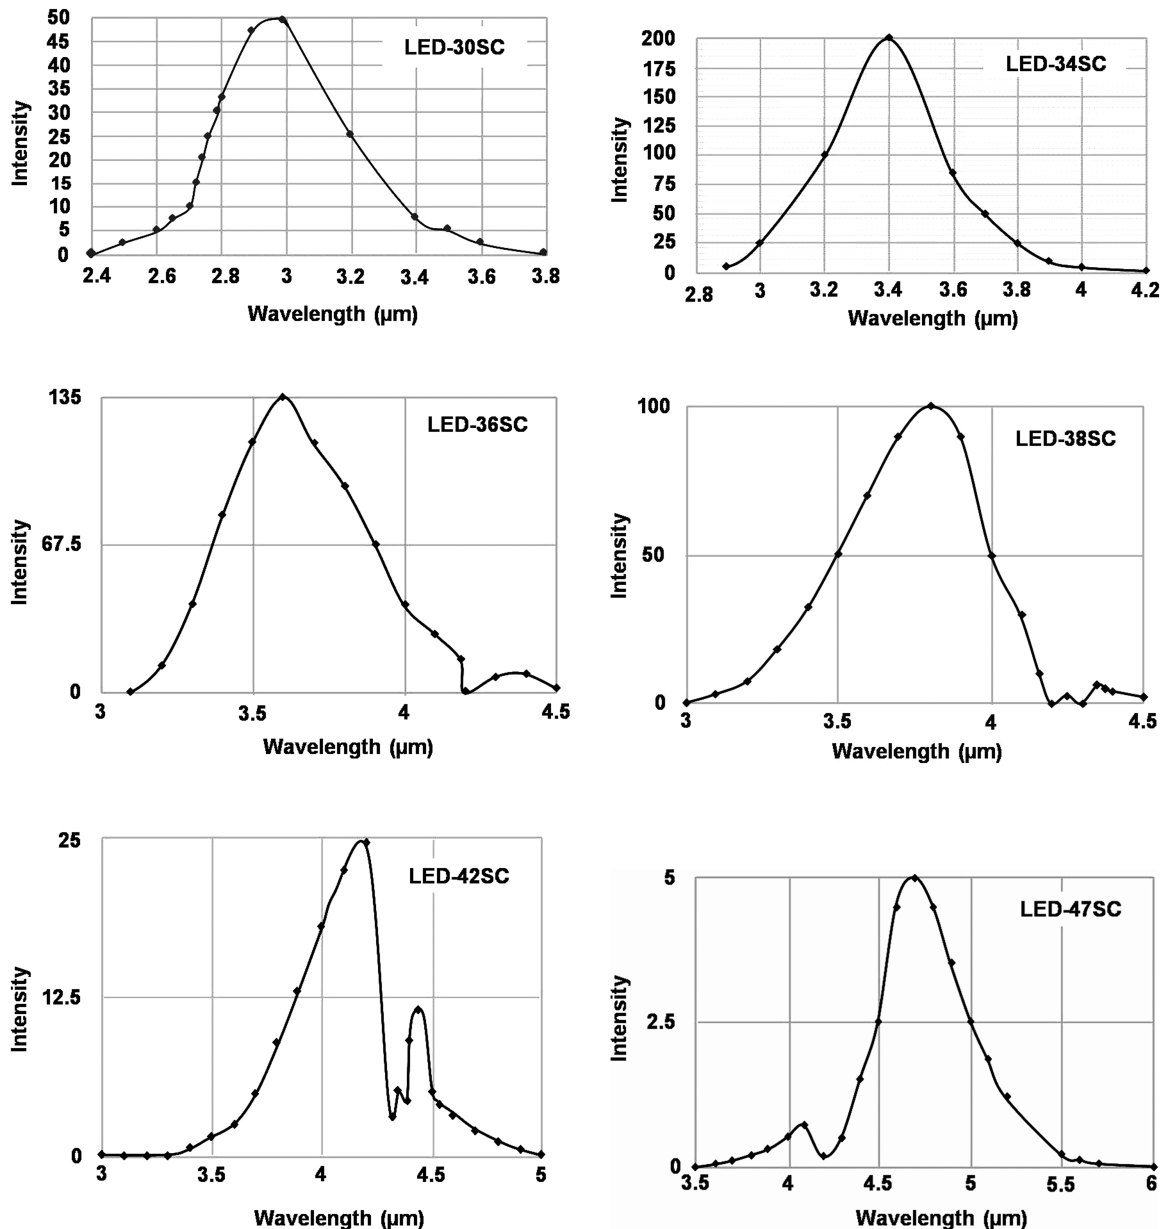 50
45
40
35
30
25
20
15
10
5
0
Intensity
LED-30SC
2.4 2.6 2.8 3 3.2 3.4 3.6 3.8
Wavelength (µm)
200
175
150
125
100
75
50
25
0
Intensity
LED-34SC
2.8 3 3.2 3.4 3.6 3.8 4 4.2
Wavelength (µm)
135
67.5
0
Intensity
LED-36SC
3 3.5 4 4.5
Wavelength (µm)
100
50
0
Intensity
LED-38SC
3 3.5 4 4.5
Wavelength (µm)
25
12.5
0
Intensity
LED-42SC
3 3.5 4 4.5 5
Wavelength (µm)
5
2.5
0
Intensity
LED-47SC
3.5 4 4.5 5 5.5 6
Wavelength (µm)